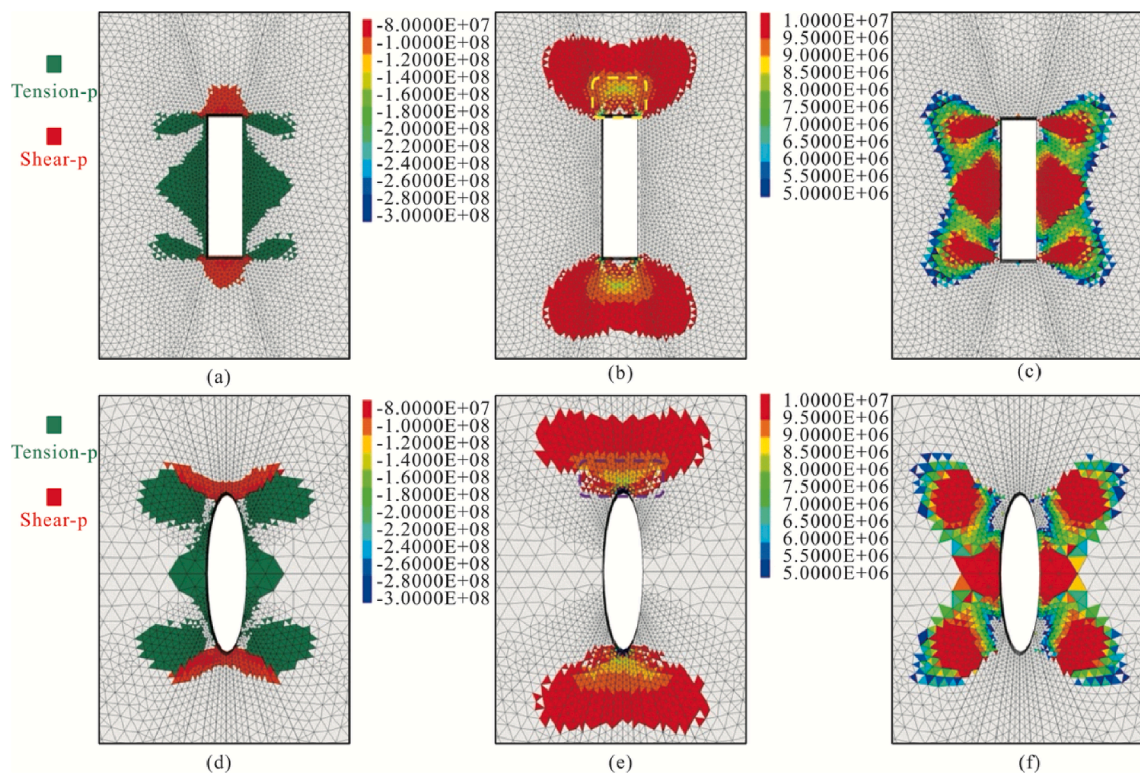 Tension-p
Shear-p
-8.0000E+07
-1.0000E+08
-1.2000E+08
-1.4000E+08
-1.6000E+08
-1.8000E+08
-2.0000E+08
-2.2000E+08
-2.4000E+08
-2.6000E+08
-2.8000E+08
-3.0000E+08
1.0000E+07
9.5000E+06
9.0000E+06
8.5000E+06
8.0000E+06
7.5000E+06
7.0000E+06
6.5000E+06
6.0000E+06
5.5000E+06
5.0000E+06
(a)
(b)
(c)
Tension-p
Shear-p
-8.0000E+07
-1.0000E+08
-1.2000E+08
-1.4000E+08
-1.6000E+08
-1.8000E+08
-2.0000E+08
-2.2000E+08
-2.4000E+08
-2.6000E+08
-2.8000E+08
-3.0000E+08
1.0000E+07
9.5000E+06
9.0000E+06
8.5000E+06
8.0000E+06
7.5000E+06
7.0000E+06
6.5000E+06
6.0000E+06
5.5000E+06
5.0000E+06
(d)
(e)
(f)